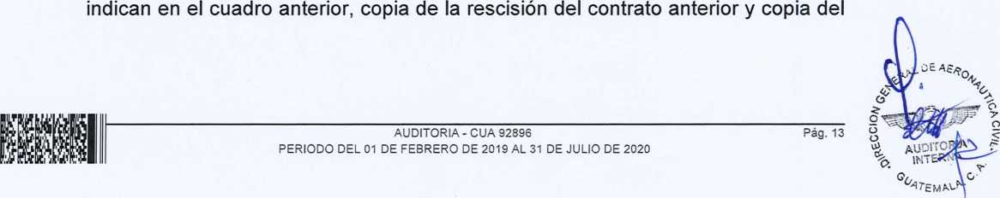 indican en el cuadro anterior, copia de la rescisión del contrato anterior y copia del
AUDITORIA - CUA 92896
Pág. 13
PERIODO DEL 01 DE FEBRERO DE 2019 AL 31 DE JULIO DE 2020
DIRECCION GENERAL DE AERONAUTICA CIVIL
AUDITORIA
INTERNA
GUATEMALA, C. A.